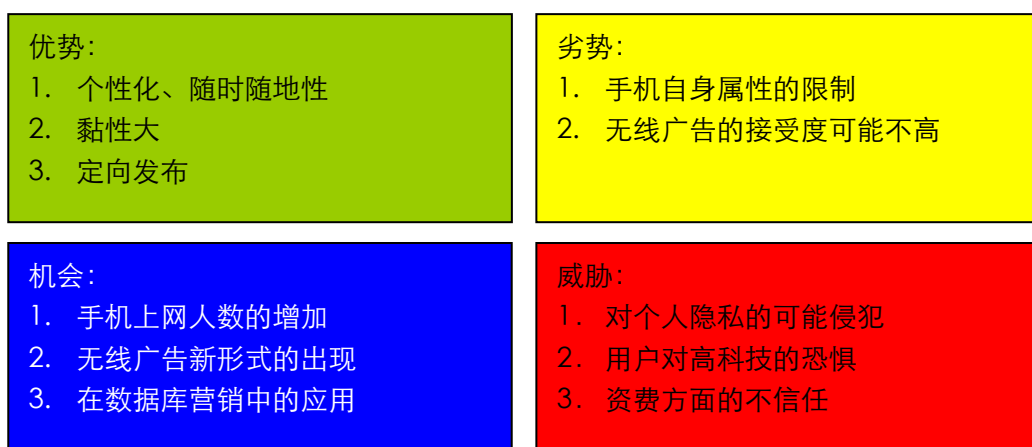 优势：
1. 个性化、随时随地性
2. 黏性大
3. 定向发布
劣势：
1. 手机自身属性的限制
2. 无线广告的接受度可能不高
机会：
1. 手机上网人数的增加
2. 无线广告新形式的出现
3. 在数据库营销中的应用
威胁：
1. 对个人隐私的可能侵犯
2. 用户对高科技的恐惧
3. 资费方面的不信任